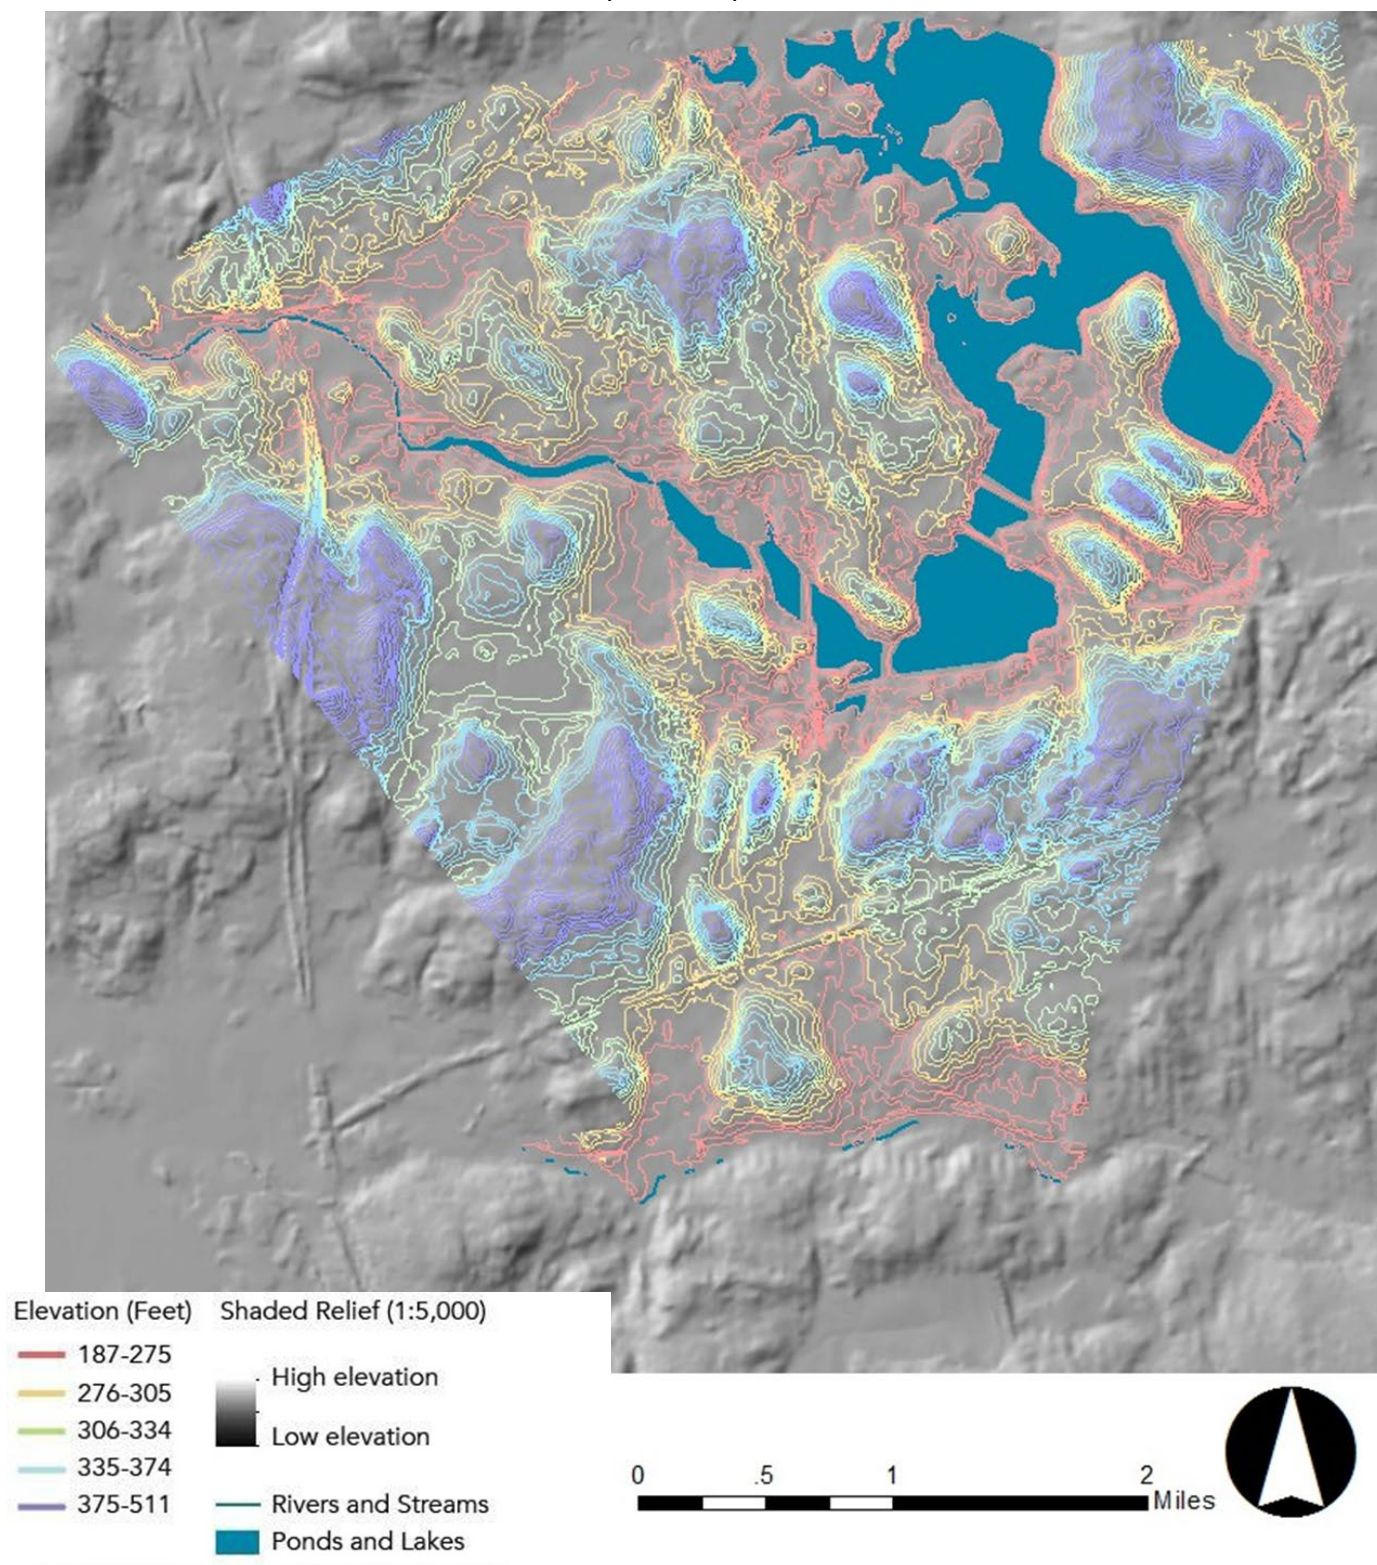 Elevation (Feet)
187-275
276-305
306-334
335-374
375-511
Shaded Relief (1:5,000)
High elevation
Low elevation
Rivers and Streams
Ponds and Lakes
0 .5 1 2
Miles